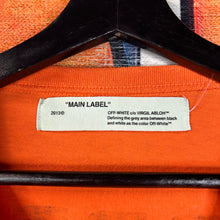 "MAIN LABEL"
2013©
OFF-WHITE c/o VIRGIL ABLOH™
Defining the grey area between black
and white as the color Off-White™